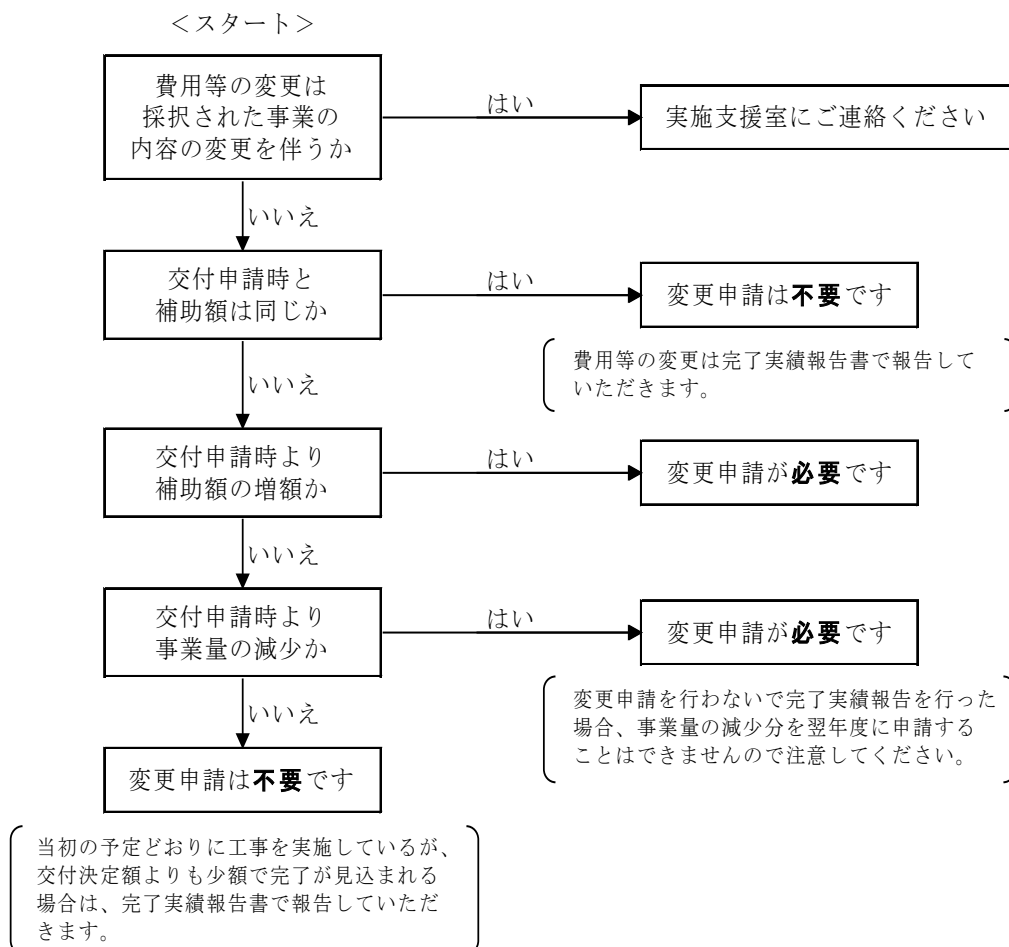 ＜スタート＞
費用等の変更は
採択された事業の
内容の変更を伴うか
はい
実施支援室にご連絡ください
いいえ
交付申請時と
補助額は同じか
はい
変更申請は不要です
費用等の変更は完了実績報告書で報告して
いただきます。
いいえ
交付申請時より
補助額の増額か
はい
変更申請が必要です
いいえ
交付申請時より
事業量の減少か
はい
変更申請が必要です
変更申請を行わないで完了実績報告を行った
場合、事業量の減少分を翌年度に申請する
ことはできませんので注意してください。
いいえ
変更申請は不要です
当初の予定どおりに工事を実施しているが、
交付決定額よりも少額で完了が見込まれる
場合は、完了実績報告書で報告していただ
きます。